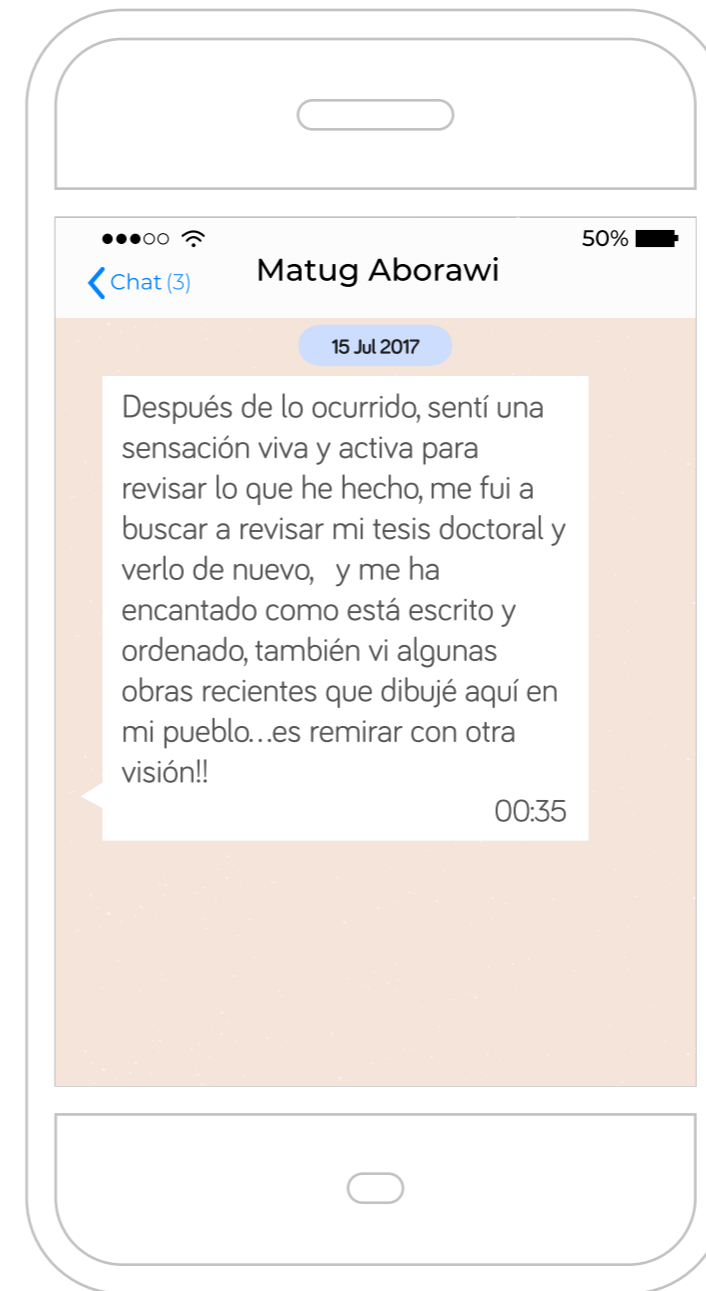 50%
Chat (3)
Matug Aborawi
15 Jul 2017
Después de lo ocurrido, sentí una
sensación viva y activa para
revisar lo que he hecho, me fui a
buscar a revisar mi tesis doctoral y
verlo de nuevo,   y me ha
encantado como está escrito y
ordenado, también vi algunas
obras recientes que dibujé aquí en
mi pueblo...es remirar con otra
visión!!
00:35